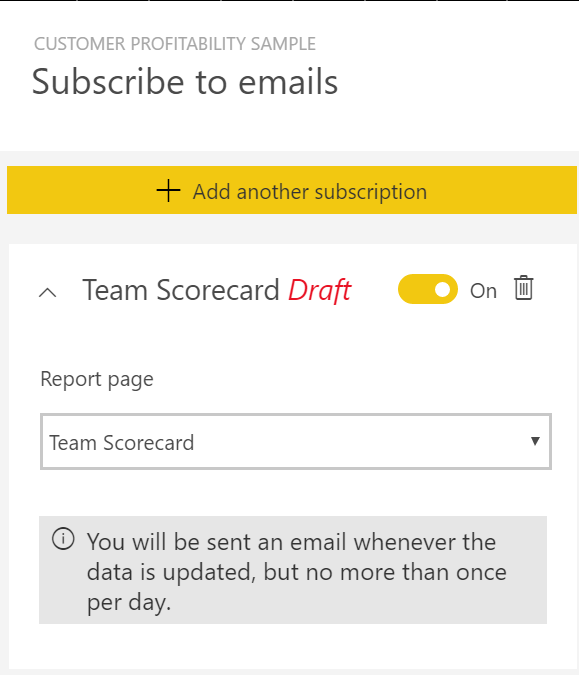 CUSTOMER PROFITABILITY SAMPLE
Subscribe to emails
Add another subscription
Team Scorecard Draft
On
Report page
Team Scorecard
You will be sent an email whenever the
data is updated, but no more than once
per day.